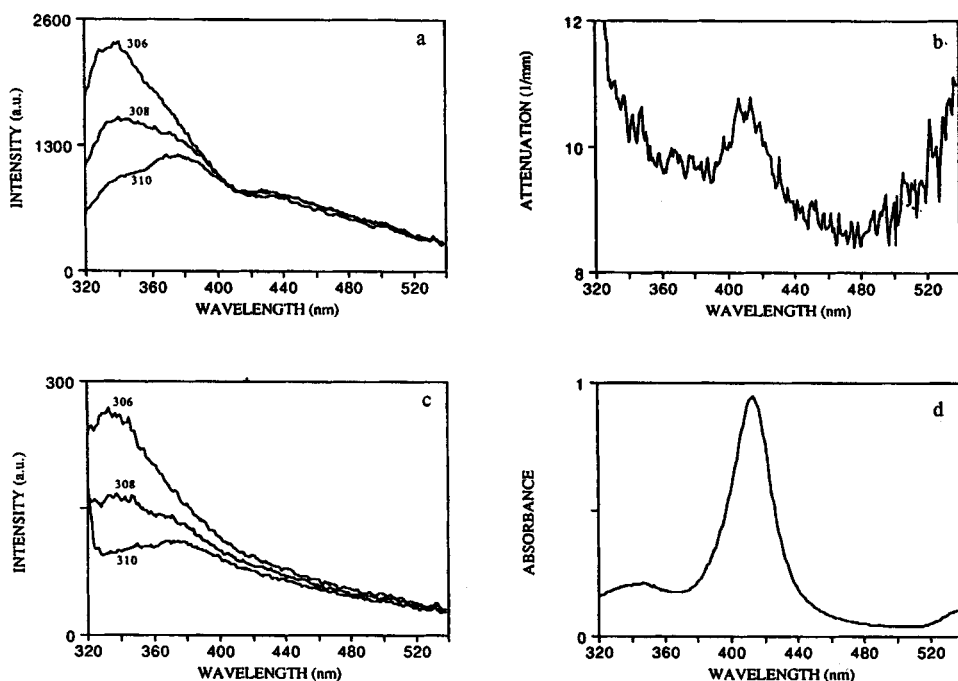 2600
a
306
308
310
1300
0
INTENSITY (a.u.)
320 360 400 440 480 520
WAVELENGTH (nm)
12
b
10
8
ATTENUATION (1/mm)
320 360 400 440 480 520
WAVELENGTH (nm)
300
c
306
308
310
0
INTENSITY (a.u.)
320 360 400 440 480 520
WAVELENGTH (nm)
1
d
0
ABSORBANCE
320 360 400 440 480 520
WAVELENGTH (nm)